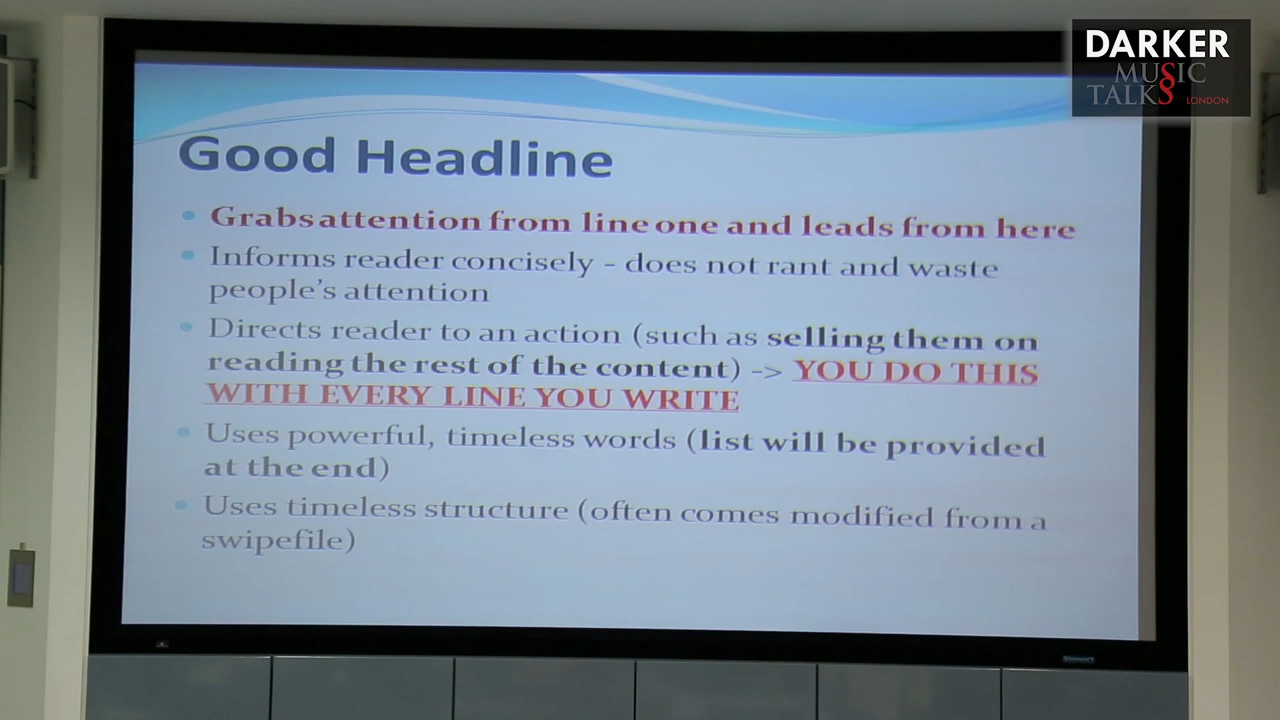 DARKER
MUSIC
TALKS LONDON
Good Headline
Grabs attention from line one and leads from here
Informs reader concisely – does not rant and waste
people's attention
Directs reader to an action (such as selling them on
reading the rest of the content) -> YOU DO THIS
WITH EVERY LINE YOU WRITE
Uses powerful, timeless words (list will be provided
at the end)
Uses timeless structure (often comes modified from a
swipefile)
Stewart